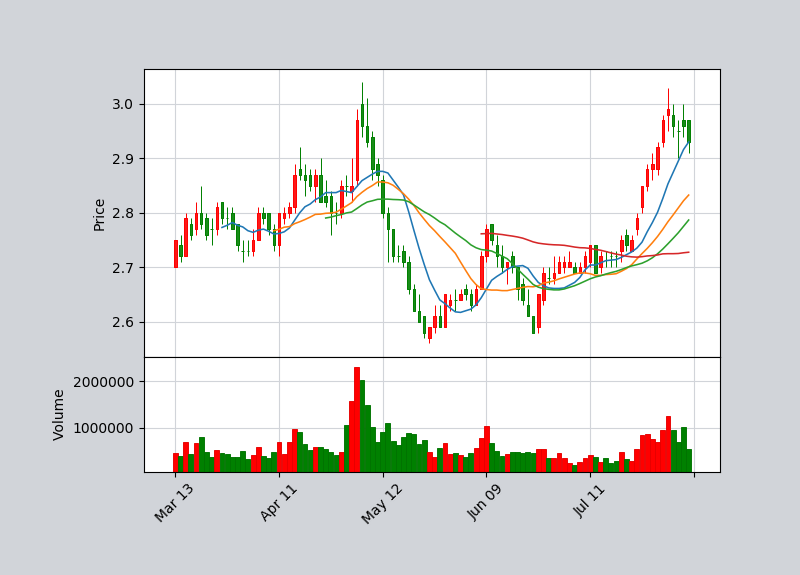 3.0
2.9
2.8
2.7
2.6
Price
2000000
1000000
Volume
Mar 13
Apr 11
May 12
Jun 09
Jul 11